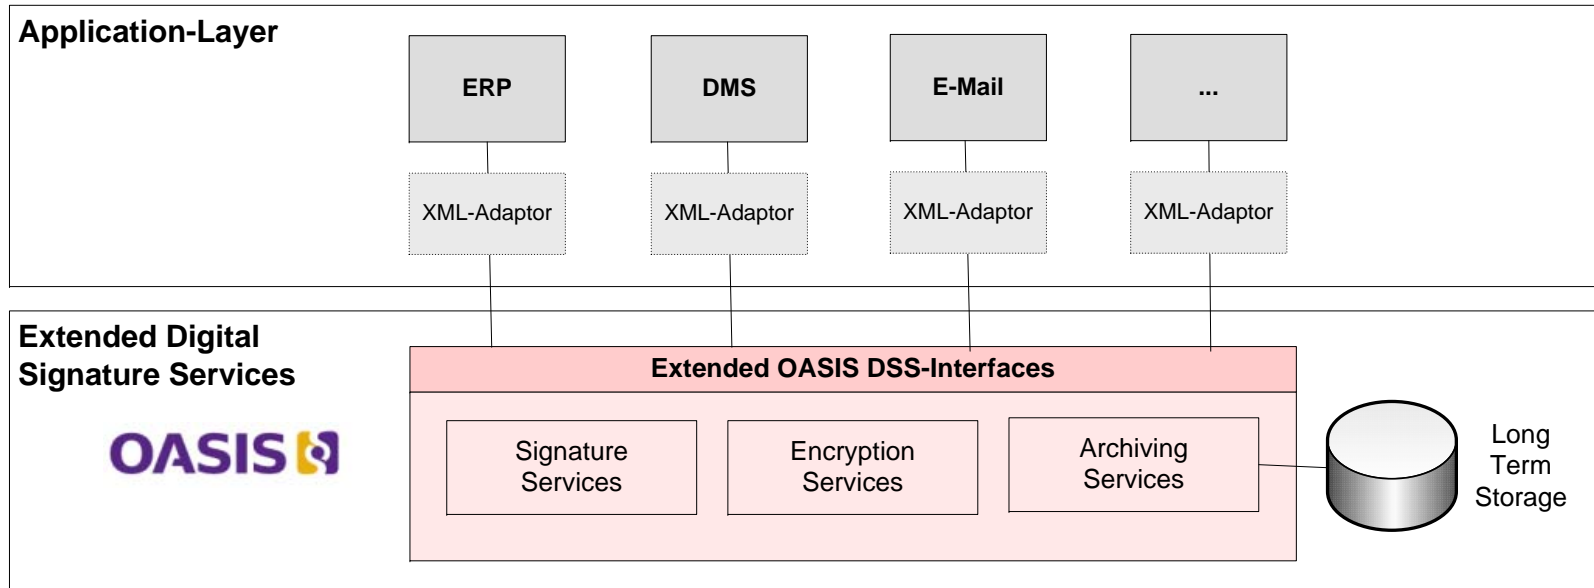 Application-Layer
ERP
DMS
E-Mail
...
XML-Adaptor
XML-Adaptor
XML-Adaptor
XML-Adaptor
Extended Digital
Signature Services
OASIS
Extended OASIS DSS-Interfaces
Signature
Services
Encryption
Services
Archiving
Services
Long
Term
Storage